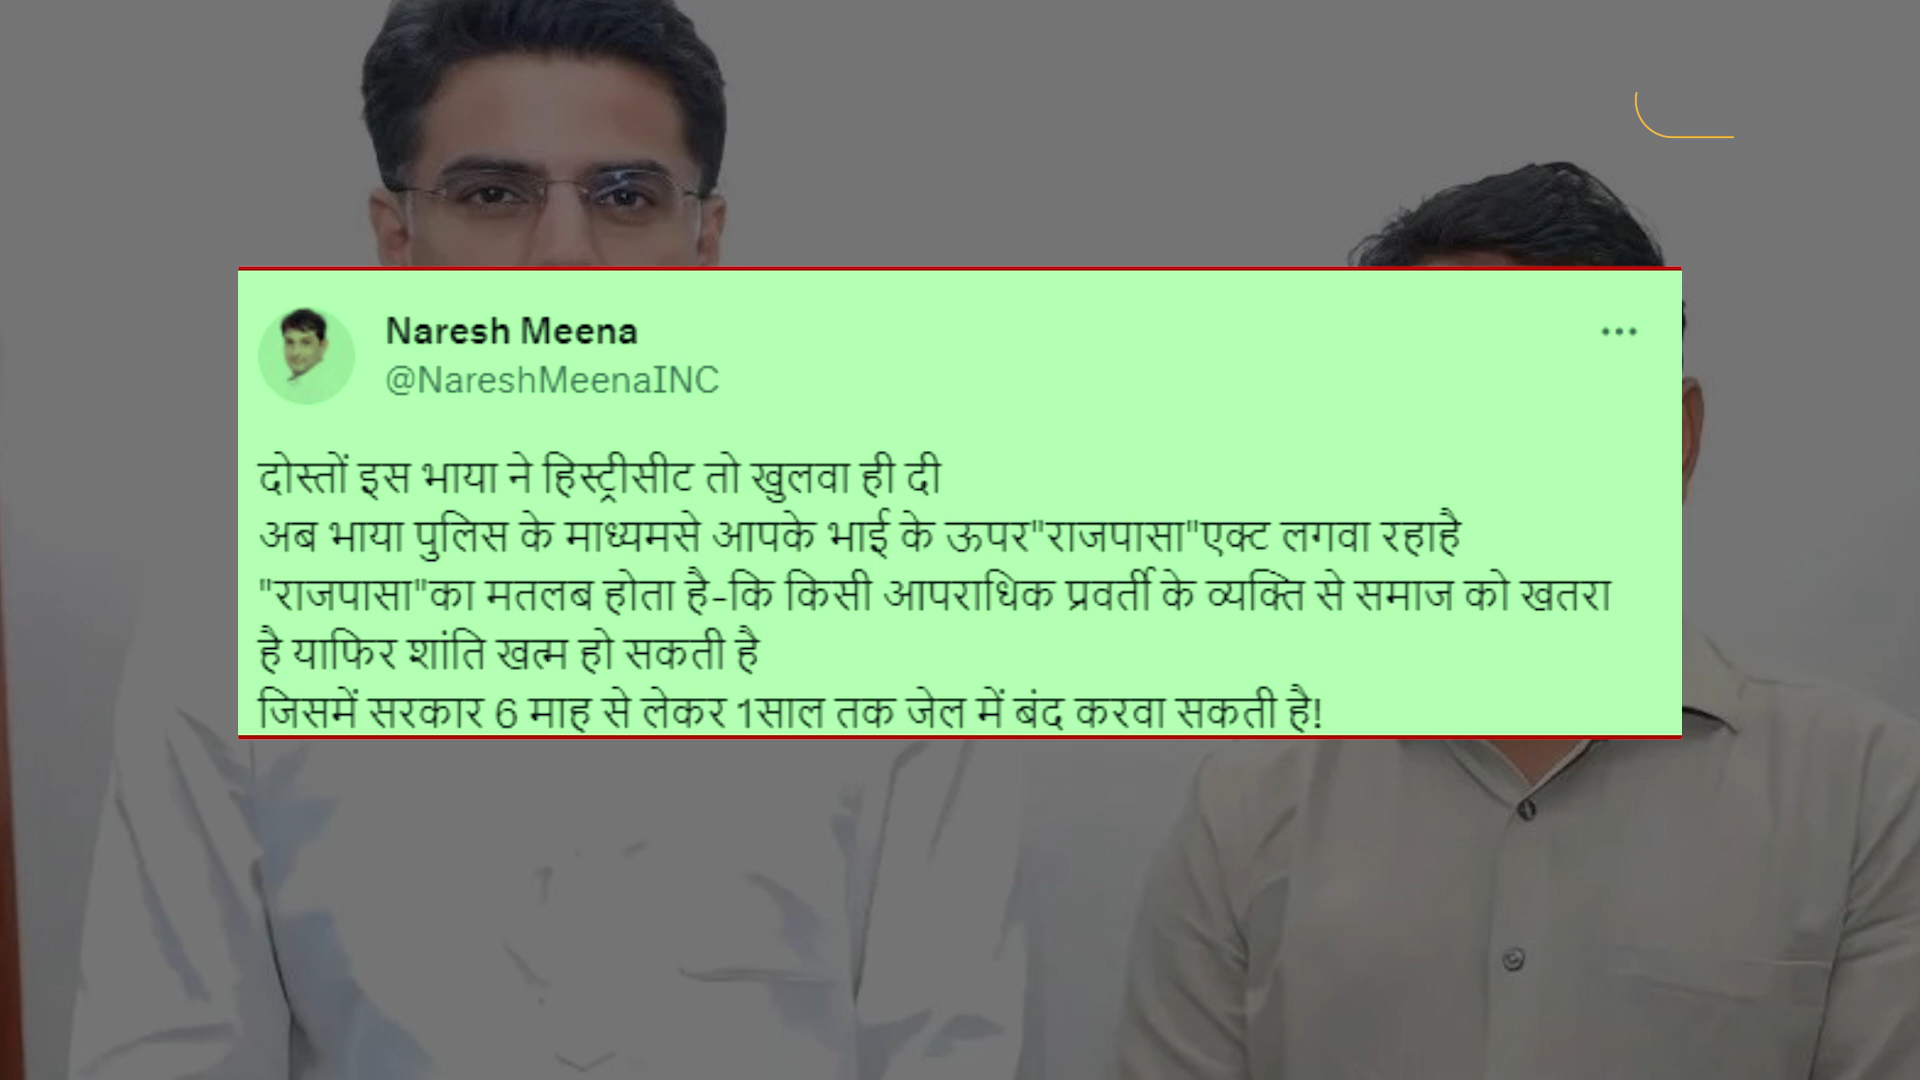 Naresh Meena
@NareshMeenaINC
दोस्तों इस भाया ने हिस्ट्रीसीट तो खुलवा ही दी
अब भाया पुलिस के माध्यमसे आपके भाई के ऊपर"राजपासा"एक्ट लगवा रहाहै
"राजपासा"का मतलब होता है-कि किसी आपराधिक प्रवर्ती के व्यक्ति से समाज को खतरा
है याफिर शांति खत्म हो सकती है
जिसमें सरकार 6 माह से लेकर 1साल तक जेल में बंद करवा सकती है!